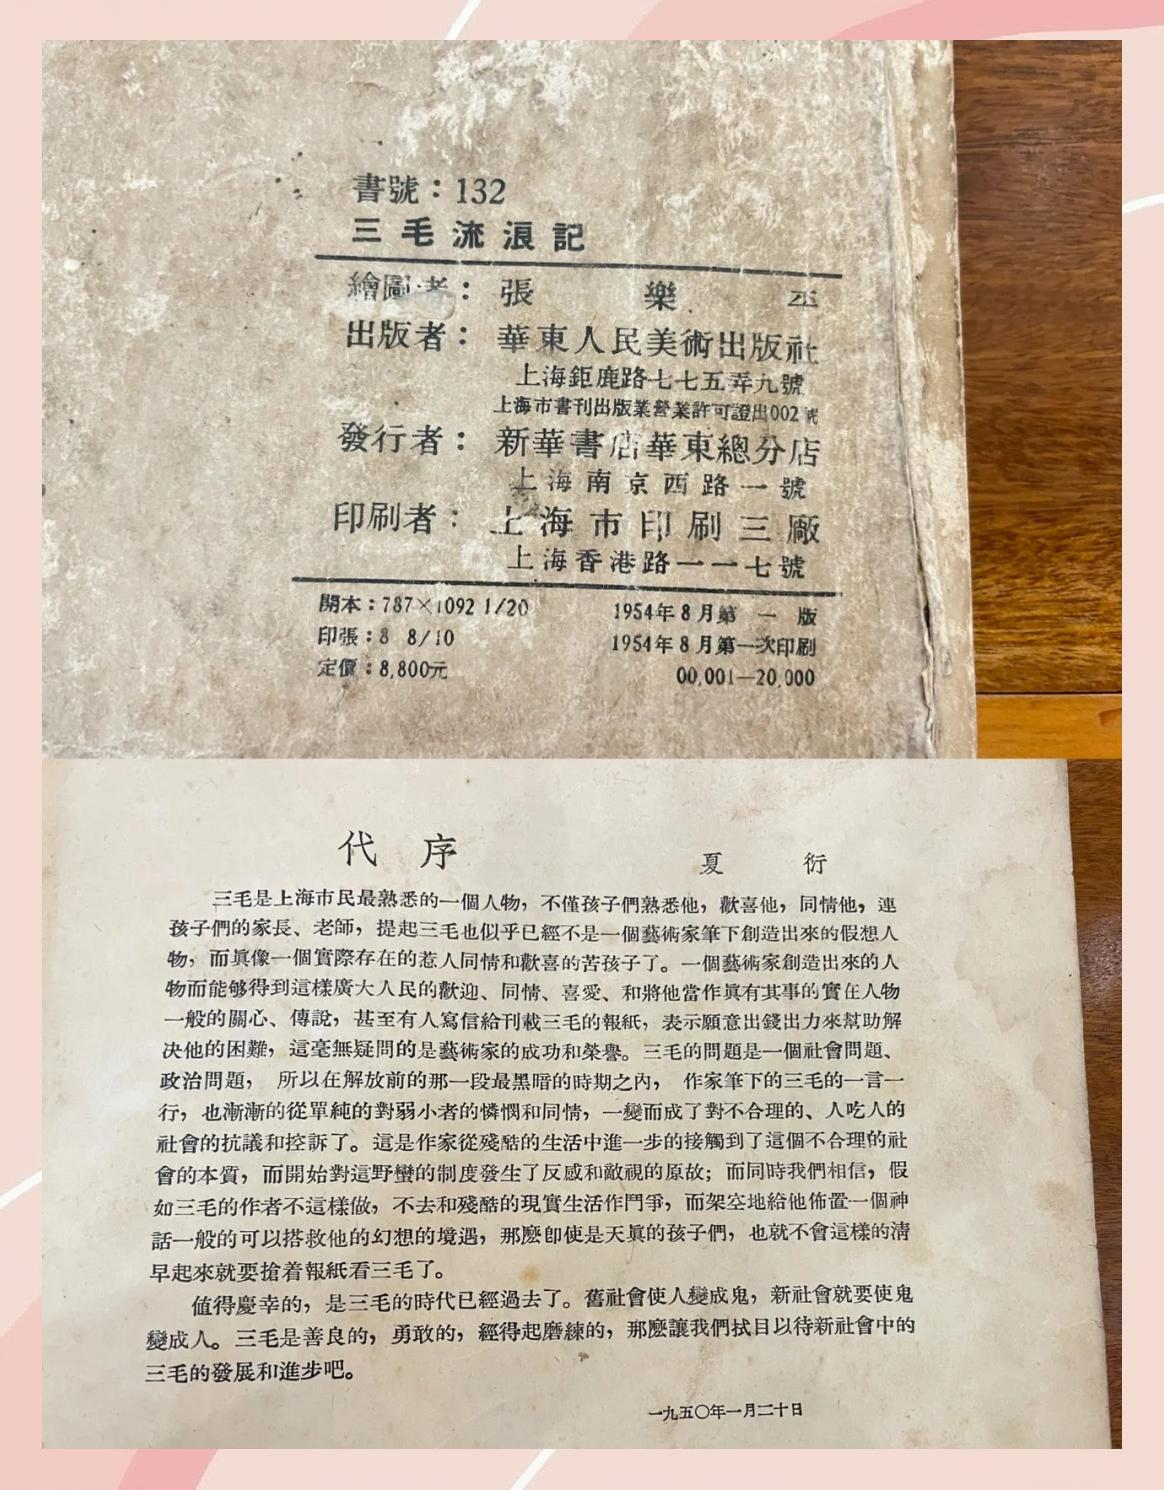 書號：132
三毛流浪記
繪圖者：張樂平
出版者：華東人民美術出版社
上海鉅鹿路七七五弄九號
上海市書刊出版業營業許可證出002號
發行者：新華書店華東總分店
上海南京西路一號
印刷者：上海市印刷三廠
上海香港路一一七號
開本：787×1092 1/20
印張：8 8/10
定價：8,800元
1954年8月第一版
1954年8月第一次印刷
00,001—20,000
代序
夏衍
三毛是上海市民最熟悉的一個人物，不僅孩子們熟悉他，歡喜他，同情他，連
孩子們的家長、老師，提起三毛也似乎已經不是一個藝術家筆下創造出來的假想人
物，而眞像一個實際存在的惹人同情和歡喜的苦孩子了。一個藝術家創造出來的人
物而能够得到這樣廣大人民的歡迎、同情、喜愛、和將他當作眞有其事的實在人物
一般的關心、傳說，甚至有人寫信給刊載三毛的報紙，表示願意出錢出力來幫助解
决他的困難，這毫無疑問的是藝術家的成功和榮譽。三毛的問題是一個社會問題、
政治問題，所以在解放前的那一段最黑暗的時期之內，作家筆下的三毛的一言一
行，也漸漸的從單純的對弱小者的憐憫和同情，一變而成了對不合理的、人吃人的
社會的抗議和控訴了。這是作家從殘酷的生活中進一步的接觸到了這個不合理的社
會的本質，而開始對這野蠻的制度發生了反感和敵視的原故；而同時我們相信，假
如三毛的作者不這樣做，不去和殘酷的現實生活作鬥爭，而架空地給他佈置一個神
話一般的可以搭救他的幻想的境遇，那麼卽使是天眞的孩子們，也就不會這樣的清
早起來就要搶着報紙看三毛了。
值得慶幸的，是三毛的時代已經過去了。舊社會使人變成鬼，新社會就要使鬼
變成人。三毛是善良的，勇敢的，經得起磨練的，那麼讓我們拭目以待新社會中的
三毛的發展和進步吧。
一九五〇年一月二十日